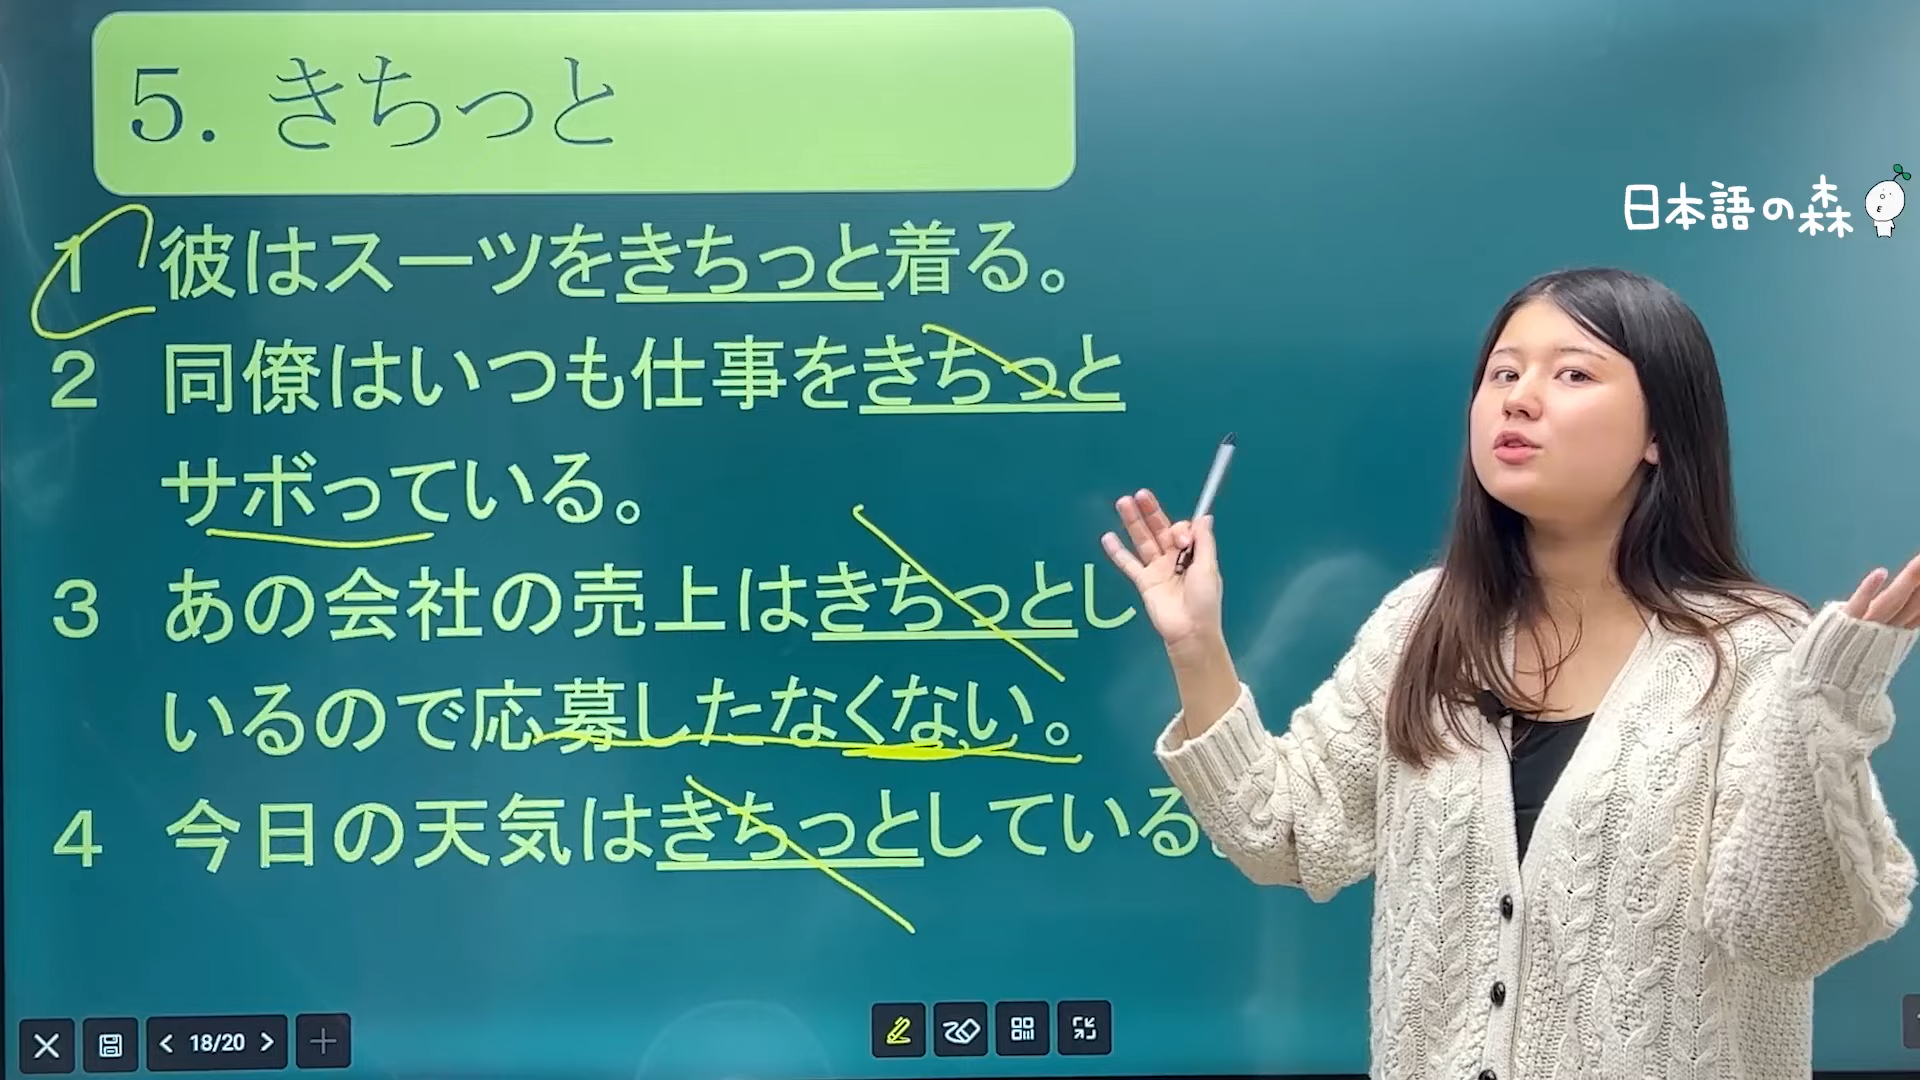 5. きちっと
日本語の森
1 彼はスーツをきちっと着る。
2 同僚はいつも仕事をきちっと
サボっている。
3 あの会社の売上はきちっとし
いるので応募したなくない。
4 今日の天気はきちっとしている。
18/20